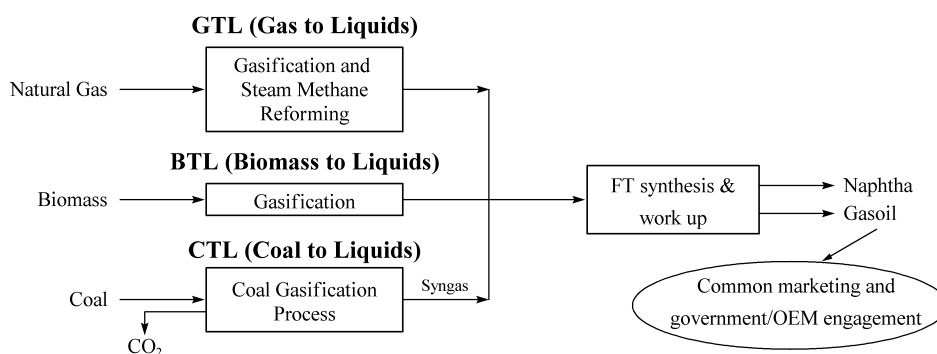 GTL (Gas to Liquids)
Natural Gas
Gasification and
Steam Methane
Reforming
BTL (Biomass to Liquids)
Biomass
Gasification
FT synthesis &
work up
Naphtha
Gasoil
CTL (Coal to Liquids)
Coal
Coal Gasification
Process
Syngas
CO2
Common marketing and
government/OEM engagement